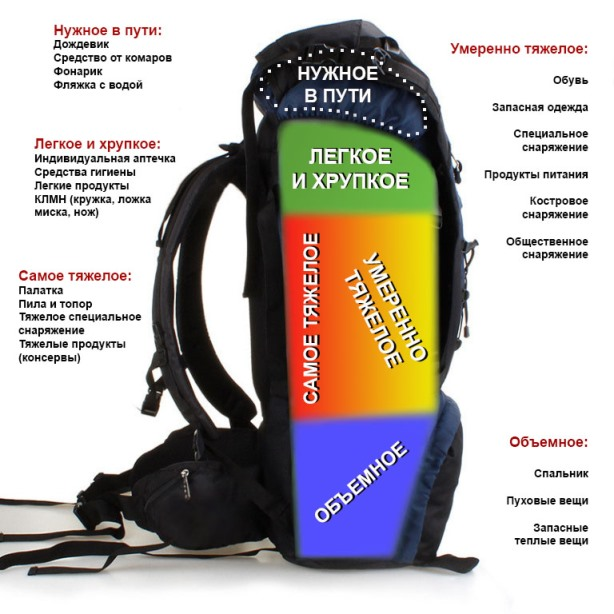 Нужное в пути:
Дождевик
Средство от комаров
Фонарик
Фляжка с водой
Легкое и хрупкое:
Индивидуальная аптечка
Средства гигиены
Легкие продукты
КЛМН (кружка, ложка
миска, нож)
Самое тяжелое:
Палатка
Пила и топор
Тяжелое специальное
снаряжение
Тяжелые продукты
(консервы)
НУЖНОЕ
В ПУТИ
ЛЕГКОЕ
И ХРУПКОЕ
САМОЕ ТЯЖЕЛОЕ
УМЕРЕННО
ТЯЖЕЛОЕ
ОБЪЕМНОЕ
Умеренно тяжелое:
Обувь
Запасная одежда
Специальное
снаряжение
Продукты питания
Костровое
снаряжение
Общественное
снаряжение
Объемное:
Спальник
Пуховые вещи
Запасные
теплые вещи